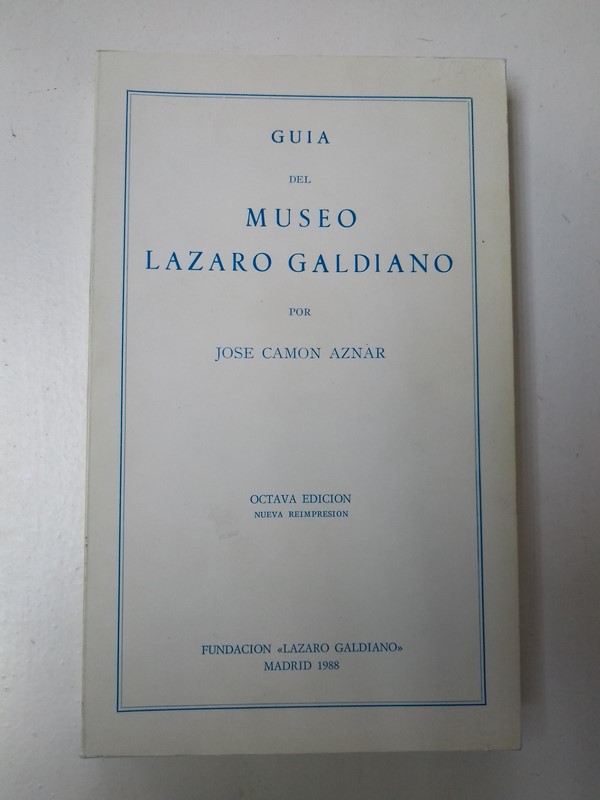 GUIA
DEL
MUSEO
LAZARO GALDIANO
POR
JOSE CAMON AZNAR
OCTAVA EDICION
NUEVA REIMPRESION
FUNDACION «LAZARO GALDIANO»
MADRID 1988